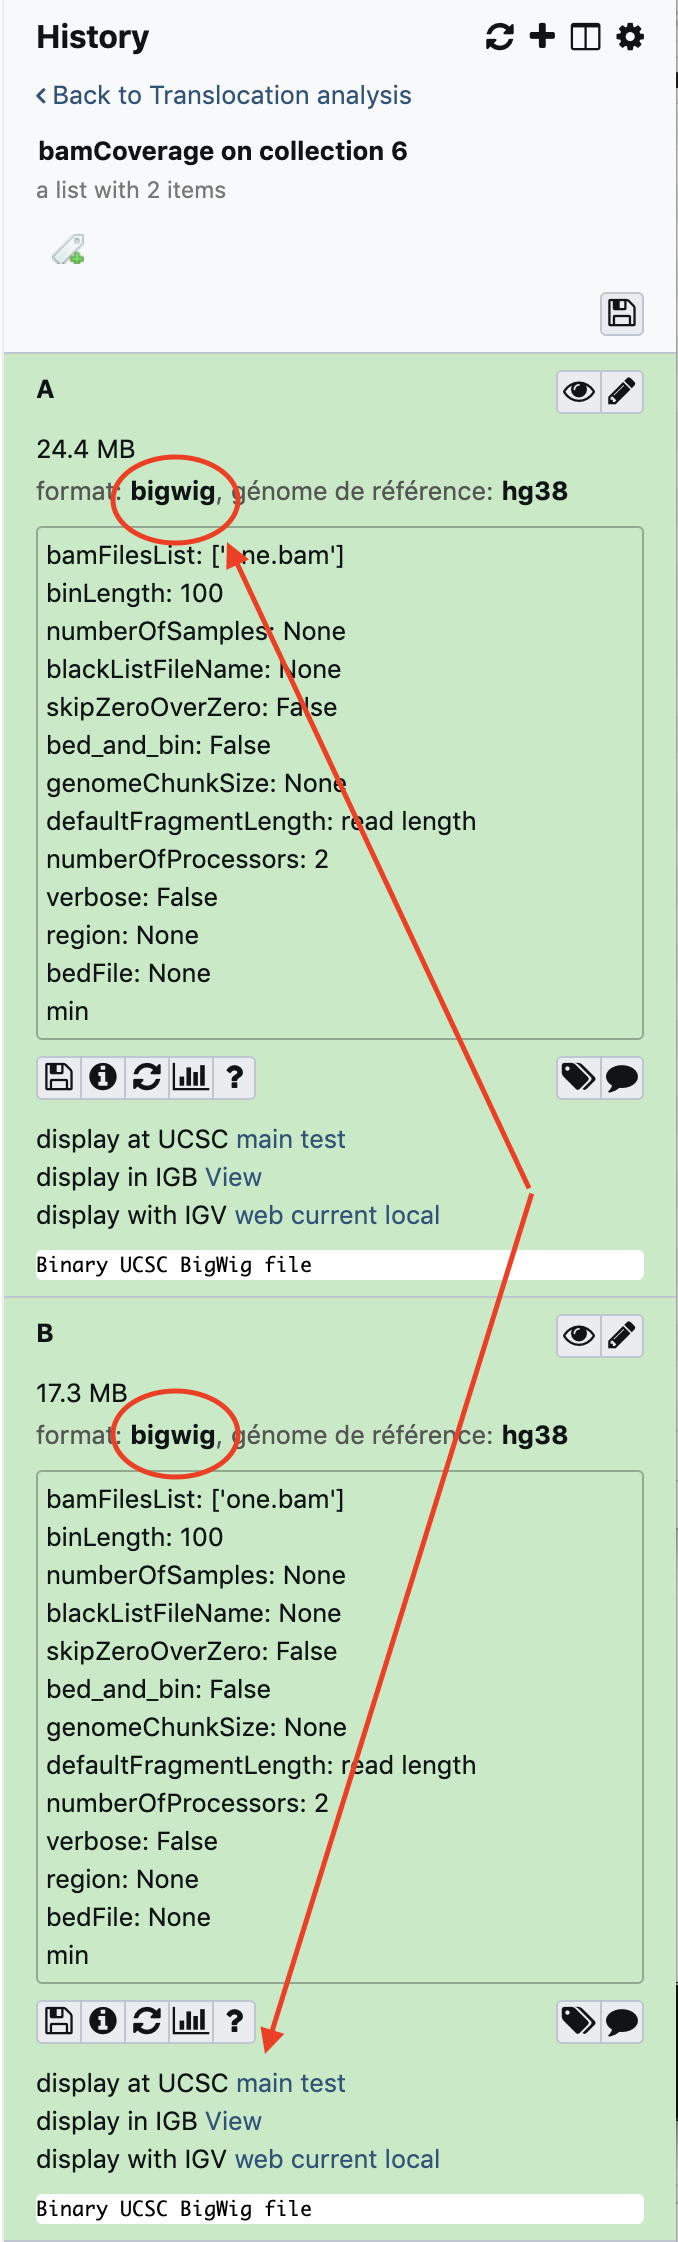 History
Back to Translocation analysis
bamCoverage on collection 6
a list with 2 items
A
24.4 MB
format: bigwig, génome de référence: hg38
bamFilesList: ['one.bam']
binLength: 100
numberOfSamples: None
blackListFileName: None
skipZeroOverZero: False
bed_and_bin: False
genomeChunkSize: None
defaultFragmentLength: read length
numberOfProcessors: 2
verbose: False
region: None
bedFile: None
min
display at UCSC main test
display in IGB View
display with IGV web current local
Binary UCSC BigWig file
B
17.3 MB
format: bigwig, génome de référence: hg38
bamFilesList: ['one.bam']
binLength: 100
numberOfSamples: None
blackListFileName: None
skipZeroOverZero: False
bed_and_bin: False
genomeChunkSize: None
defaultFragmentLength: read length
numberOfProcessors: 2
verbose: False
region: None
bedFile: None
min
display at UCSC main test
display in IGB View
display with IGV web current local
Binary UCSC BigWig file